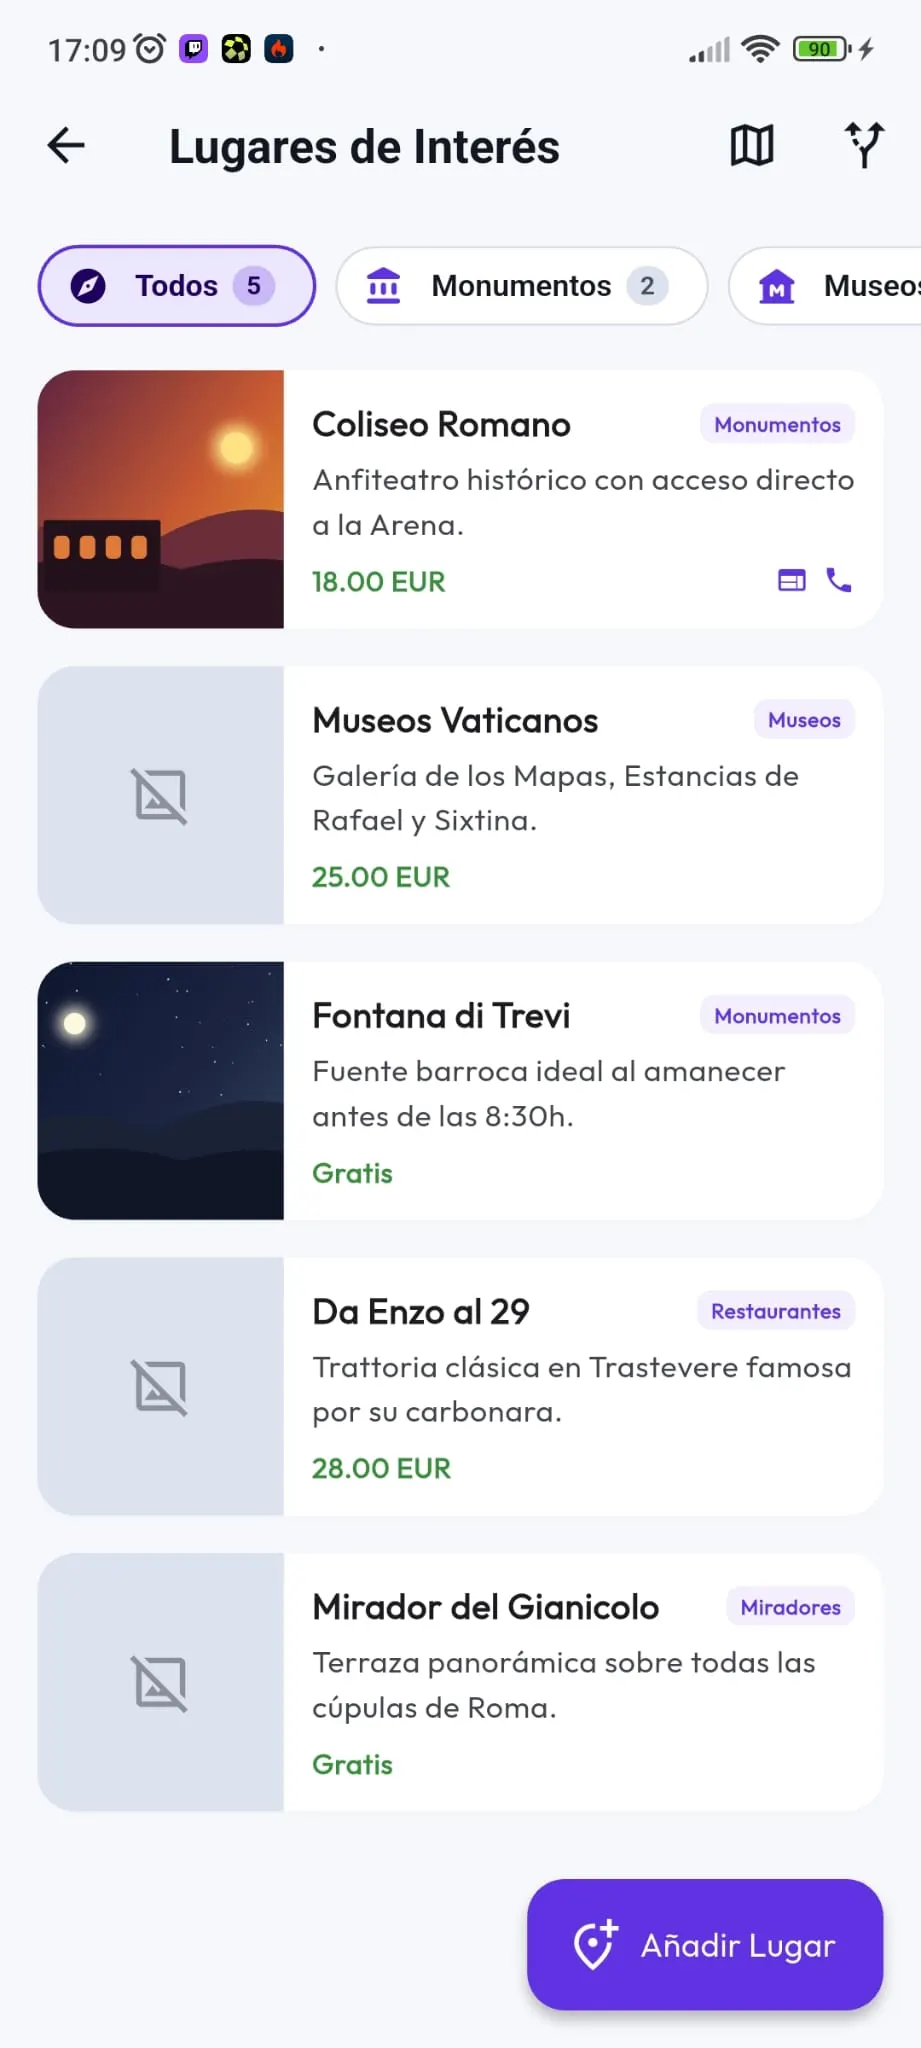 17:09
90
Lugares de Interés
Todos 5
Monumentos 2
Museos
Coliseo Romano
Monumentos
Anfiteatro histórico con acceso directo
a la Arena.
18.00 EUR
Museos Vaticanos
Museos
Galería de los Mapas, Estancias de
Rafael y Sixtina.
25.00 EUR
Fontana di Trevi
Monumentos
Fuente barroca ideal al amanecer
antes de las 8:30h.
Gratis
Da Enzo al 29
Restaurantes
Trattoria clásica en Trastevere famosa
por su carbonara.
28.00 EUR
Mirador del Gianicolo
Miradores
Terraza panorámica sobre todas las
cúpulas de Roma.
Gratis
Añadir Lugar